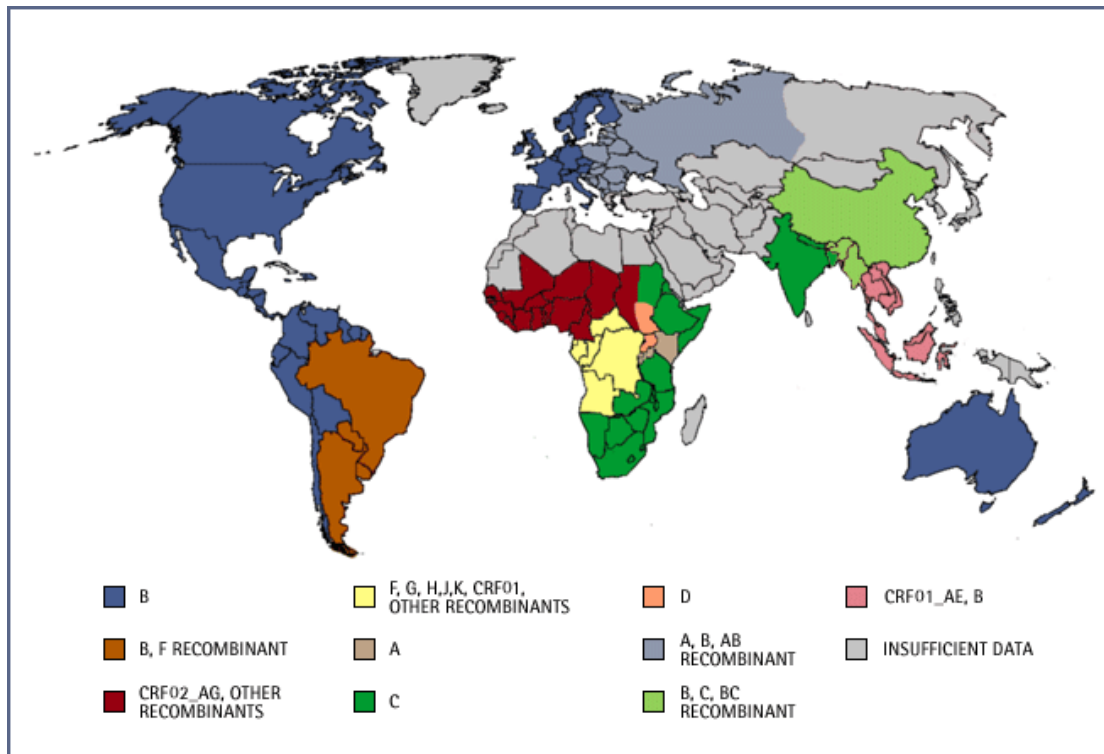 B
B, F RECOMBINANT
CRF02_AG, OTHER
RECOMBINANTS
F, G, H,J,K, CRF01,
OTHER RECOMBINANTS
A
C
D
A, B, AB
RECOMBINANT
B, C, BC
RECOMBINANT
CRF01_AE, B
INSUFFICIENT DATA